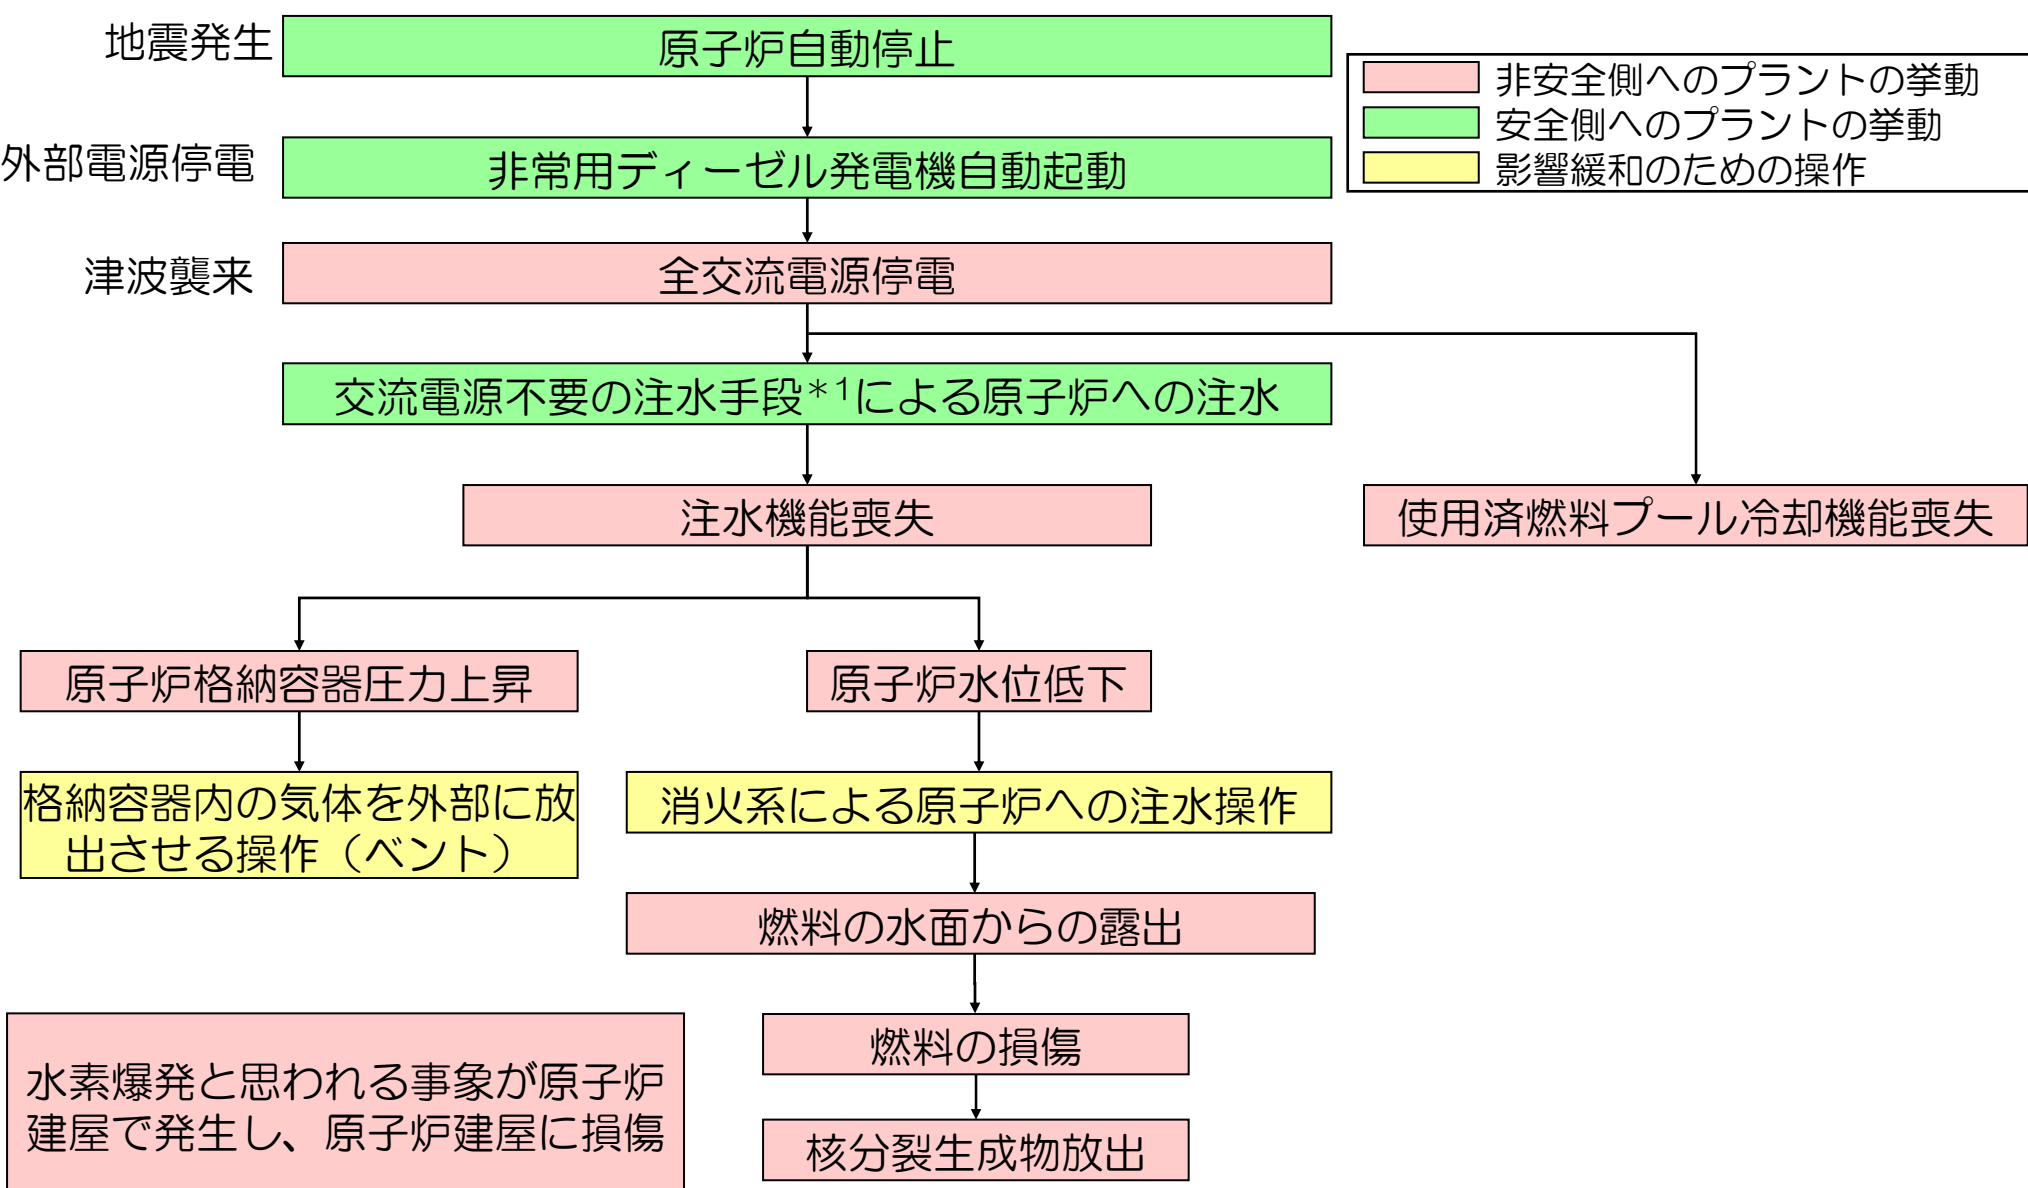 地震発生
原子炉自動停止
非安全側へのプラントの挙動
安全側へのプラントの挙動
影響緩和のための操作
外部電源停電
非常用ディーゼル発電機自動起動
津波襲来
全交流電源停電
交流電源不要の注水手段*1による原子炉への注水
注水機能喪失
使用済燃料プール冷却機能喪失
原子炉格納容器圧力上昇
原子炉水位低下
格納容器内の気体を外部に放
出させる操作（ベント）
消火系による原子炉への注水操作
燃料の水面からの露出
燃料の損傷
水素爆発と思われる事象が原子炉
建屋で発生し、原子炉建屋に損傷
核分裂生成物放出